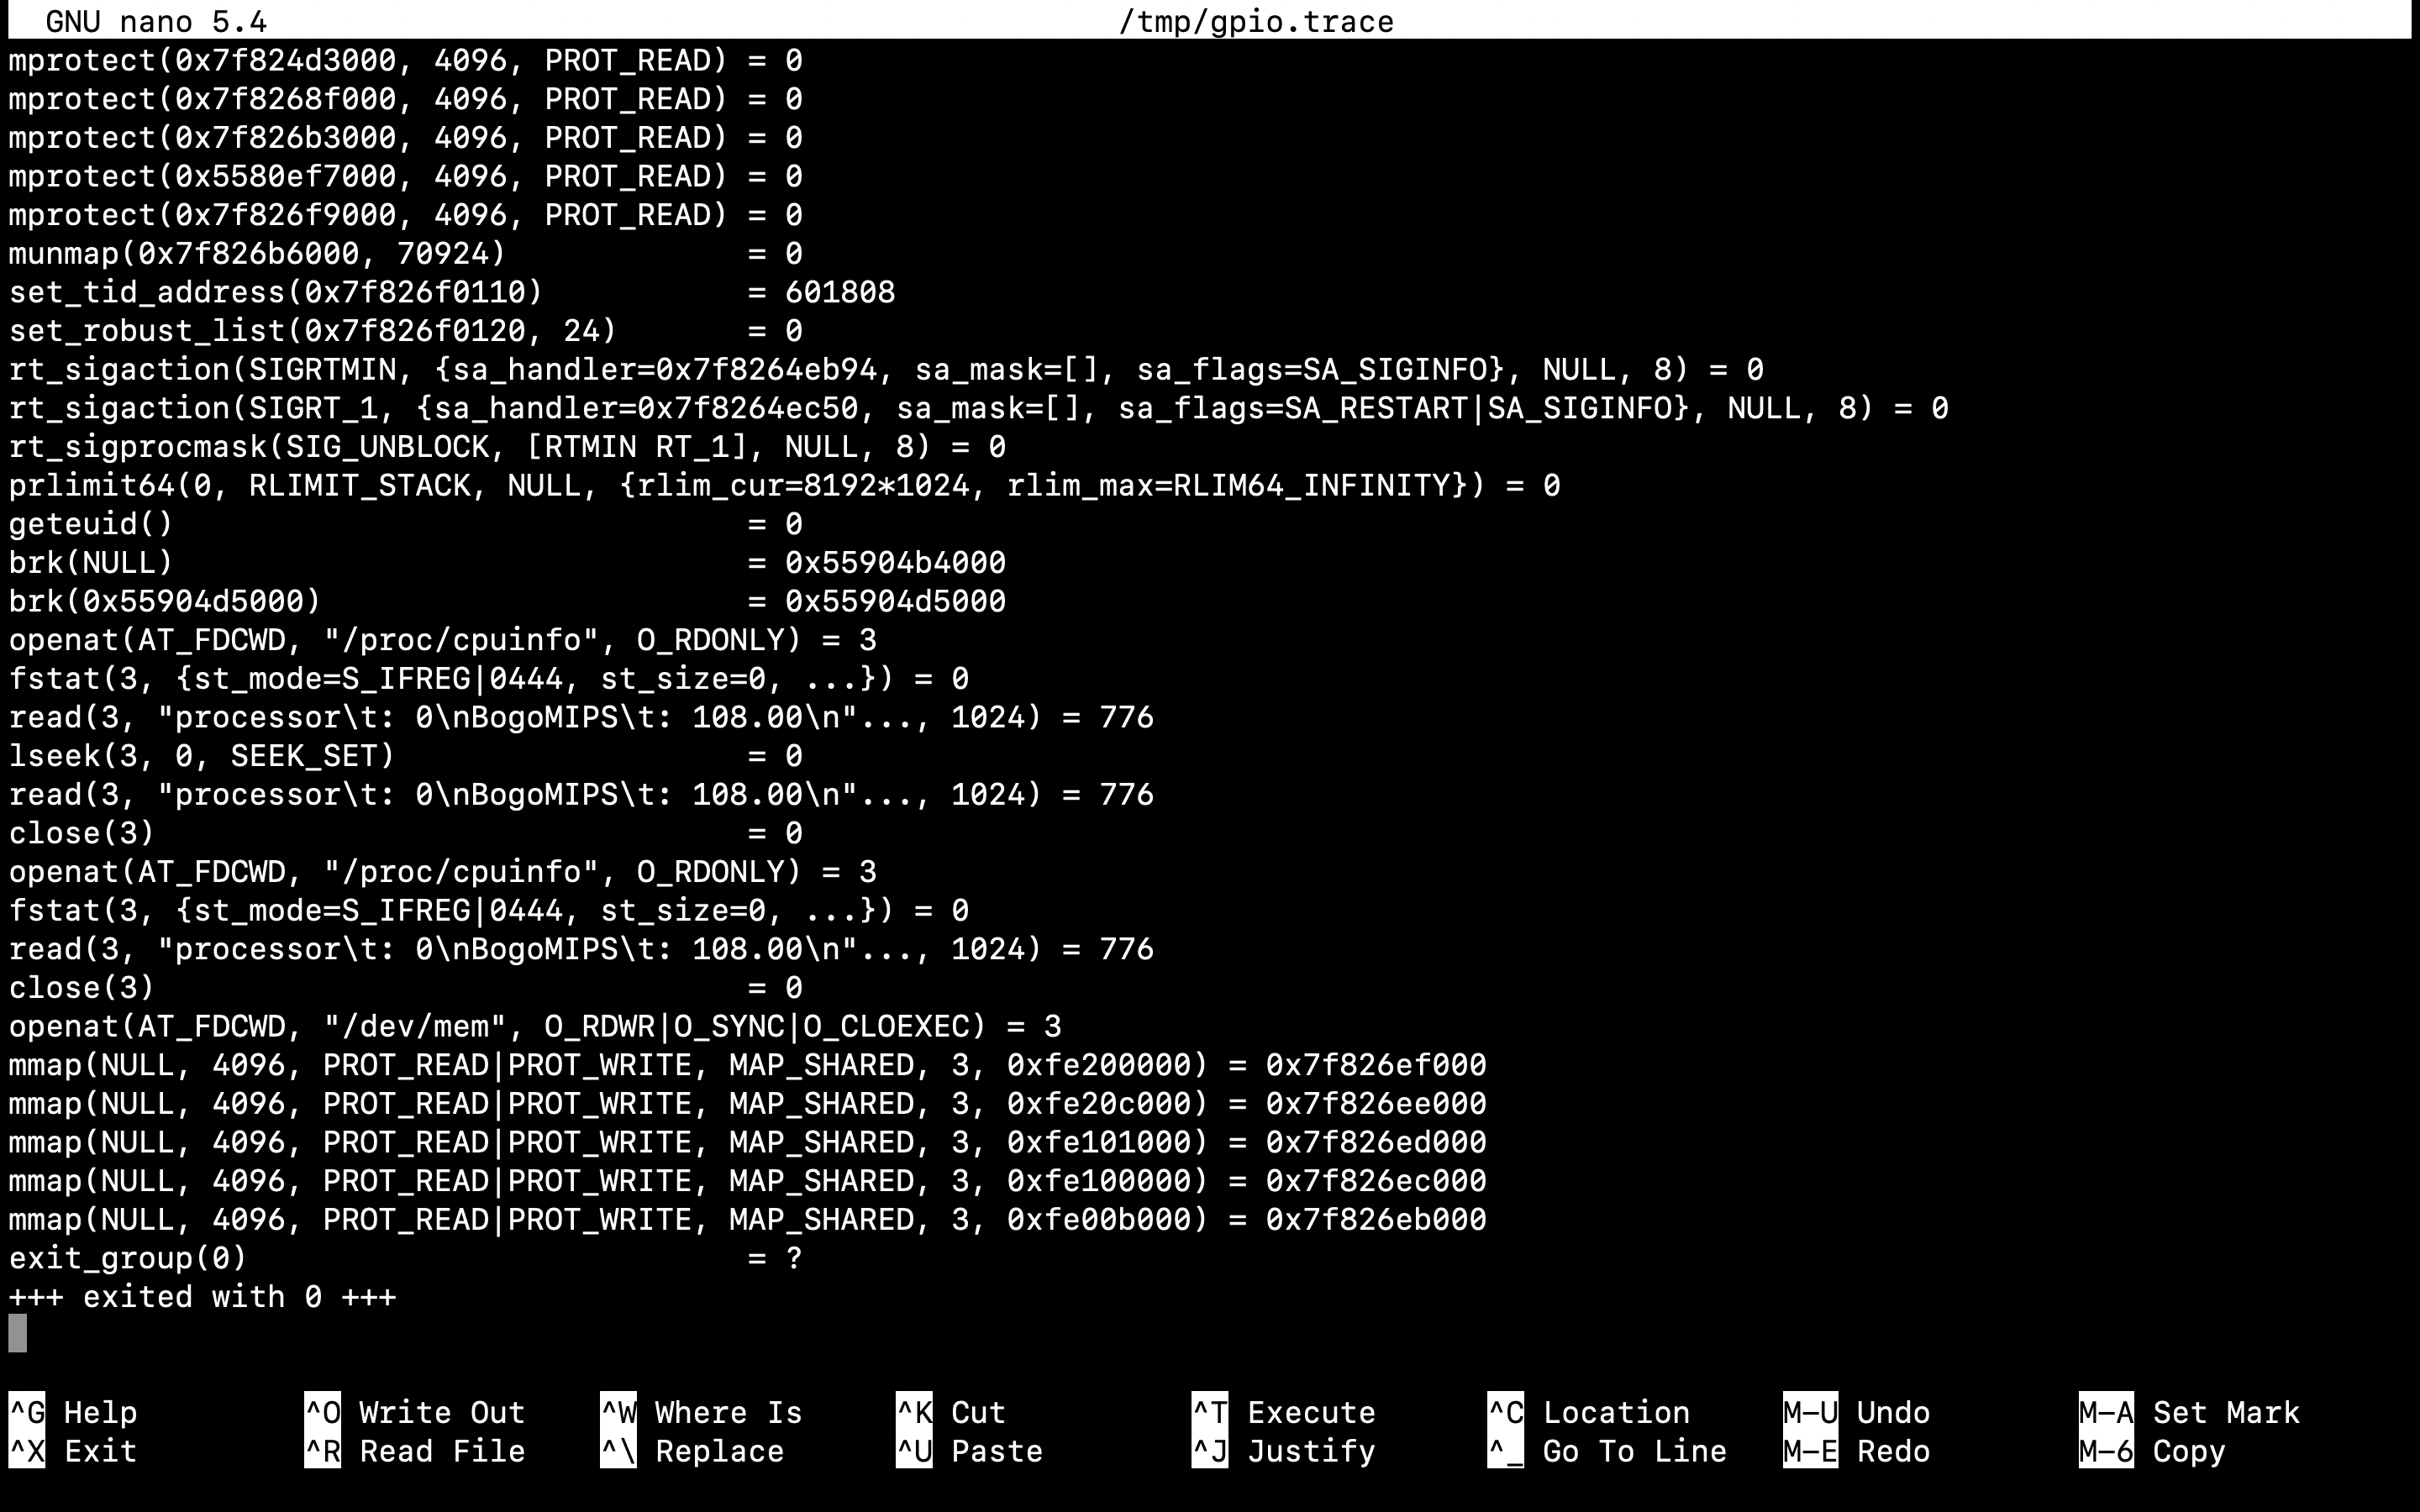 GNU nano 5.4 /tmp/gpio.trace
mprotect(0x7f824d3000, 4096, PROT_READ) = 0
mprotect(0x7f8268f000, 4096, PROT_READ) = 0
mprotect(0x7f826b3000, 4096, PROT_READ) = 0
mprotect(0x5580ef7000, 4096, PROT_READ) = 0
mprotect(0x7f826f9000, 4096, PROT_READ) = 0
munmap(0x7f826b6000, 70924) = 0
set_tid_address(0x7f826f0110) = 601808
set_robust_list(0x7f826f0120, 24) = 0
rt_sigaction(SIGRTMIN, {sa_handler=0x7f8264eb94, sa_mask=[], sa_flags=SA_SIGINFO}, NULL, 8) = 0
rt_sigaction(SIGRT_1, {sa_handler=0x7f8264ec50, sa_mask=[], sa_flags=SA_RESTART|SA_SIGINFO}, NULL, 8) = 0
rt_sigprocmask(SIG_UNBLOCK, [RTMIN RT_1], NULL, 8) = 0
prlimit64(0, RLIMIT_STACK, NULL, {rlim_cur=8192*1024, rlim_max=RLIM64_INFINITY}) = 0
geteuid() = 0
brk(NULL) = 0x55904b4000
brk(0x55904d5000) = 0x55904d5000
openat(AT_FDCWD, "/proc/cpuinfo", O_RDONLY) = 3
fstat(3, {st_mode=S_IFREG|0444, st_size=0, ...}) = 0
read(3, "processor\t: 0\nBogoMIPS\t: 108.00\n"..., 1024) = 776
lseek(3, 0, SEEK_SET) = 0
read(3, "processor\t: 0\nBogoMIPS\t: 108.00\n"..., 1024) = 776
close(3) = 0
openat(AT_FDCWD, "/proc/cpuinfo", O_RDONLY) = 3
fstat(3, {st_mode=S_IFREG|0444, st_size=0, ...}) = 0
read(3, "processor\t: 0\nBogoMIPS\t: 108.00\n"..., 1024) = 776
close(3) = 0
openat(AT_FDCWD, "/dev/mem", O_RDWR|O_SYNC|O_CLOEXEC) = 3
mmap(NULL, 4096, PROT_READ|PROT_WRITE, MAP_SHARED, 3, 0xfe200000) = 0x7f826ef000
mmap(NULL, 4096, PROT_READ|PROT_WRITE, MAP_SHARED, 3, 0xfe20c000) = 0x7f826ee000
mmap(NULL, 4096, PROT_READ|PROT_WRITE, MAP_SHARED, 3, 0xfe101000) = 0x7f826ed000
mmap(NULL, 4096, PROT_READ|PROT_WRITE, MAP_SHARED, 3, 0xfe100000) = 0x7f826ec000
mmap(NULL, 4096, PROT_READ|PROT_WRITE, MAP_SHARED, 3, 0xfe00b000) = 0x7f826eb000
exit_group(0) = ?
+++ exited with 0 +++
^G Help ^O Write Out ^W Where Is ^K Cut ^T Execute ^C Location M-U Undo M-A Set Mark
^X Exit ^R Read File ^\ Replace ^U Paste ^J Justify ^_ Go To Line M-E Redo M-6 Copy